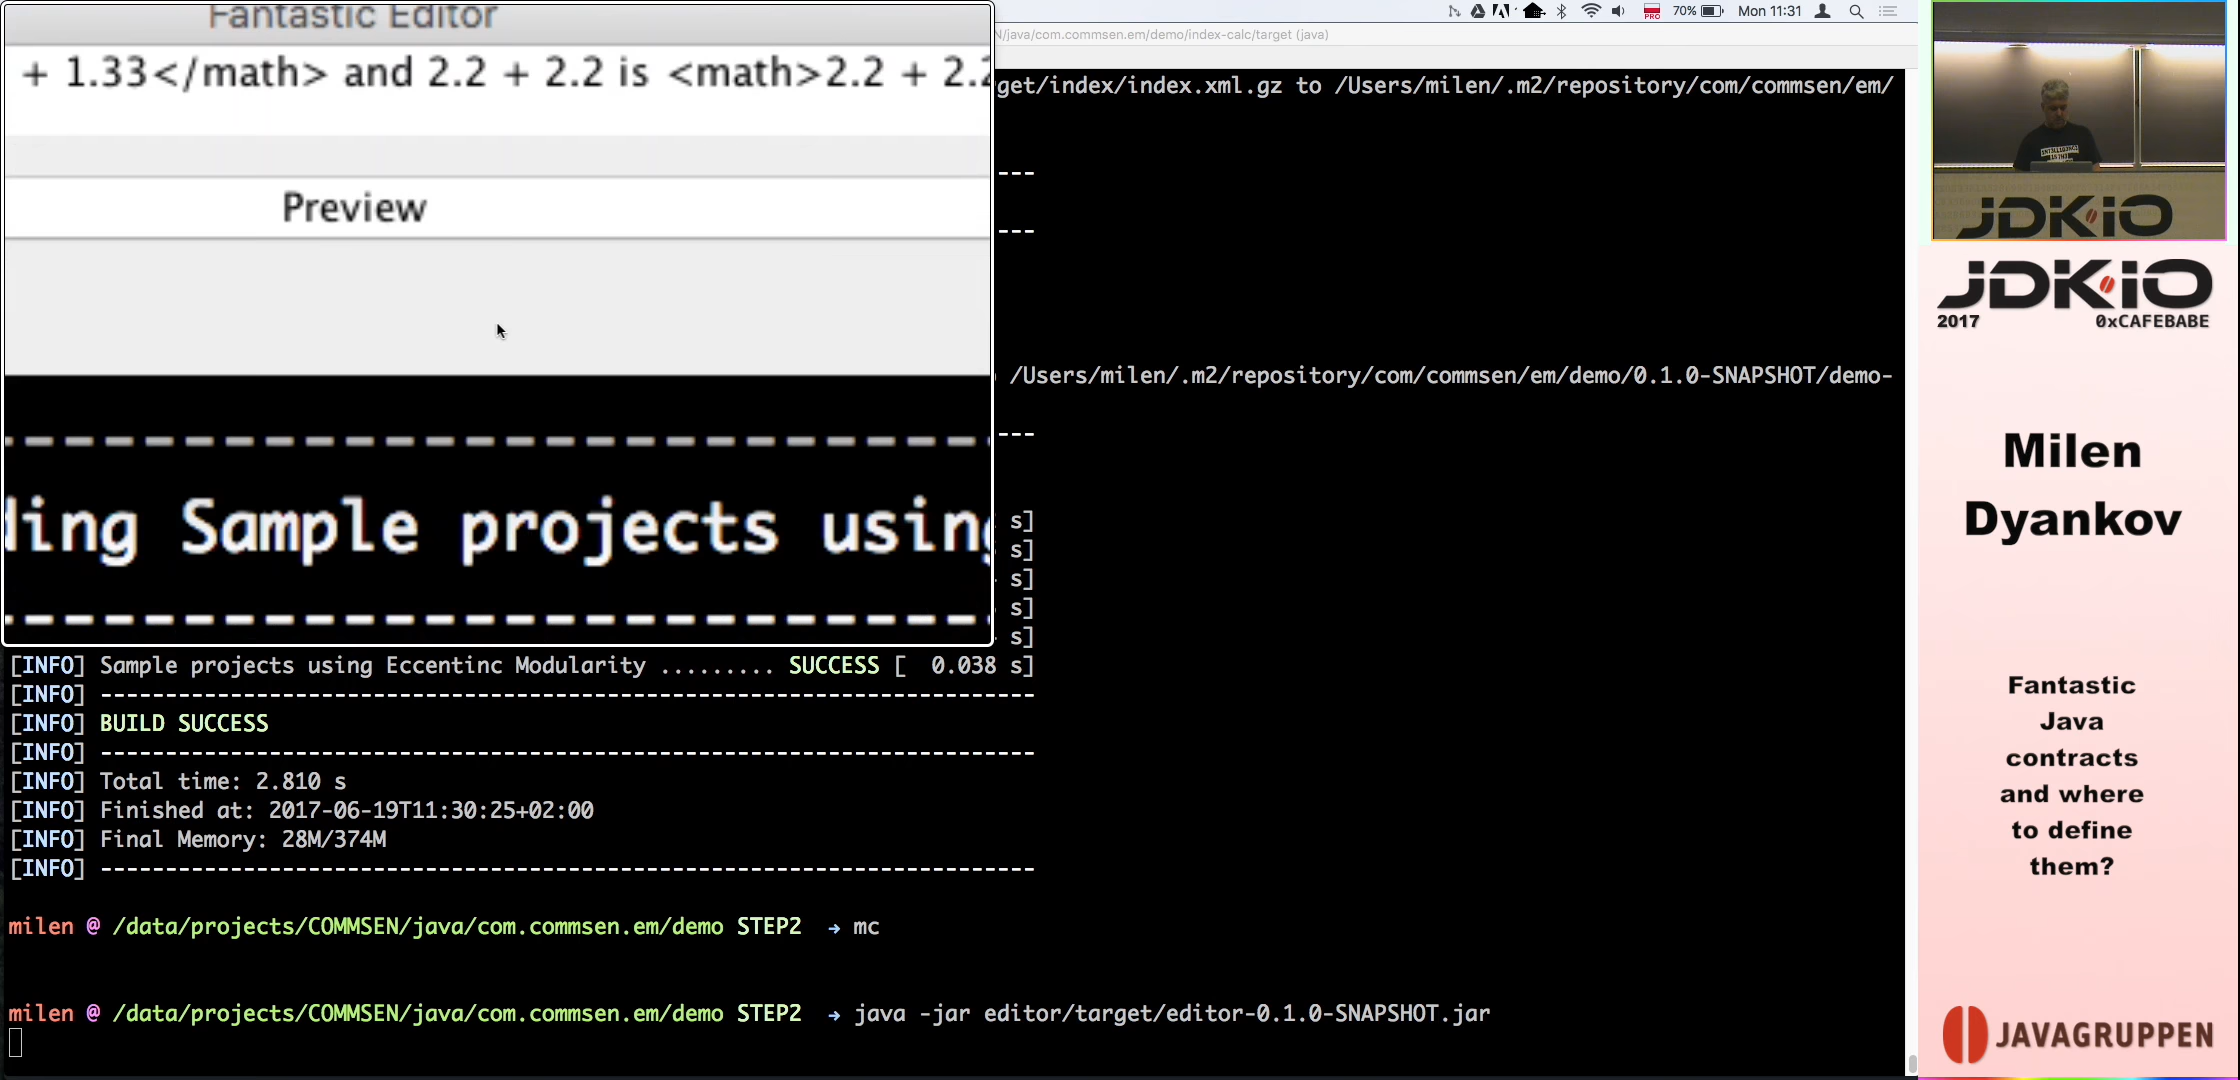 Fantastic Editor
+ 1.33</math> and 2.2 + 2.2 is <math>2.2 + 2.2
Preview
Sample projects using
70% Mon 11:31
PRO
N/java/com.commsen.em/demo/index-calc/target (java)
get/index/index.xml.gz to /Users/milen/.m2/repository/com/commsen/em/
---
---
/Users/milen/.m2/repository/com/commsen/em/demo/0.1.0-SNAPSHOT/demo-
---
s]
s]
s]
s]
s]
[INFO] Sample projects using Eccentinc Modularity ......... SUCCESS [  0.038 s]
[INFO] ------------------------------------------------------------------------
[INFO] BUILD SUCCESS
[INFO] ------------------------------------------------------------------------
[INFO] Total time: 2.810 s
[INFO] Finished at: 2017-06-19T11:30:25+02:00
[INFO] Final Memory: 28M/374M
[INFO] ------------------------------------------------------------------------
milen @ /data/projects/COMMSEN/java/com.commsen.em/demo STEP2 → mc
milen @ /data/projects/COMMSEN/java/com.commsen.em/demo STEP2 → java -jar editor/target/editor-0.1.0-SNAPSHOT.jar
JDK.iO
JDK.iO
2017 0xCAFEBABE
Milen
Dyankov
Fantastic
Java
contracts
and where
to define
them?
JAVAGRUPPEN